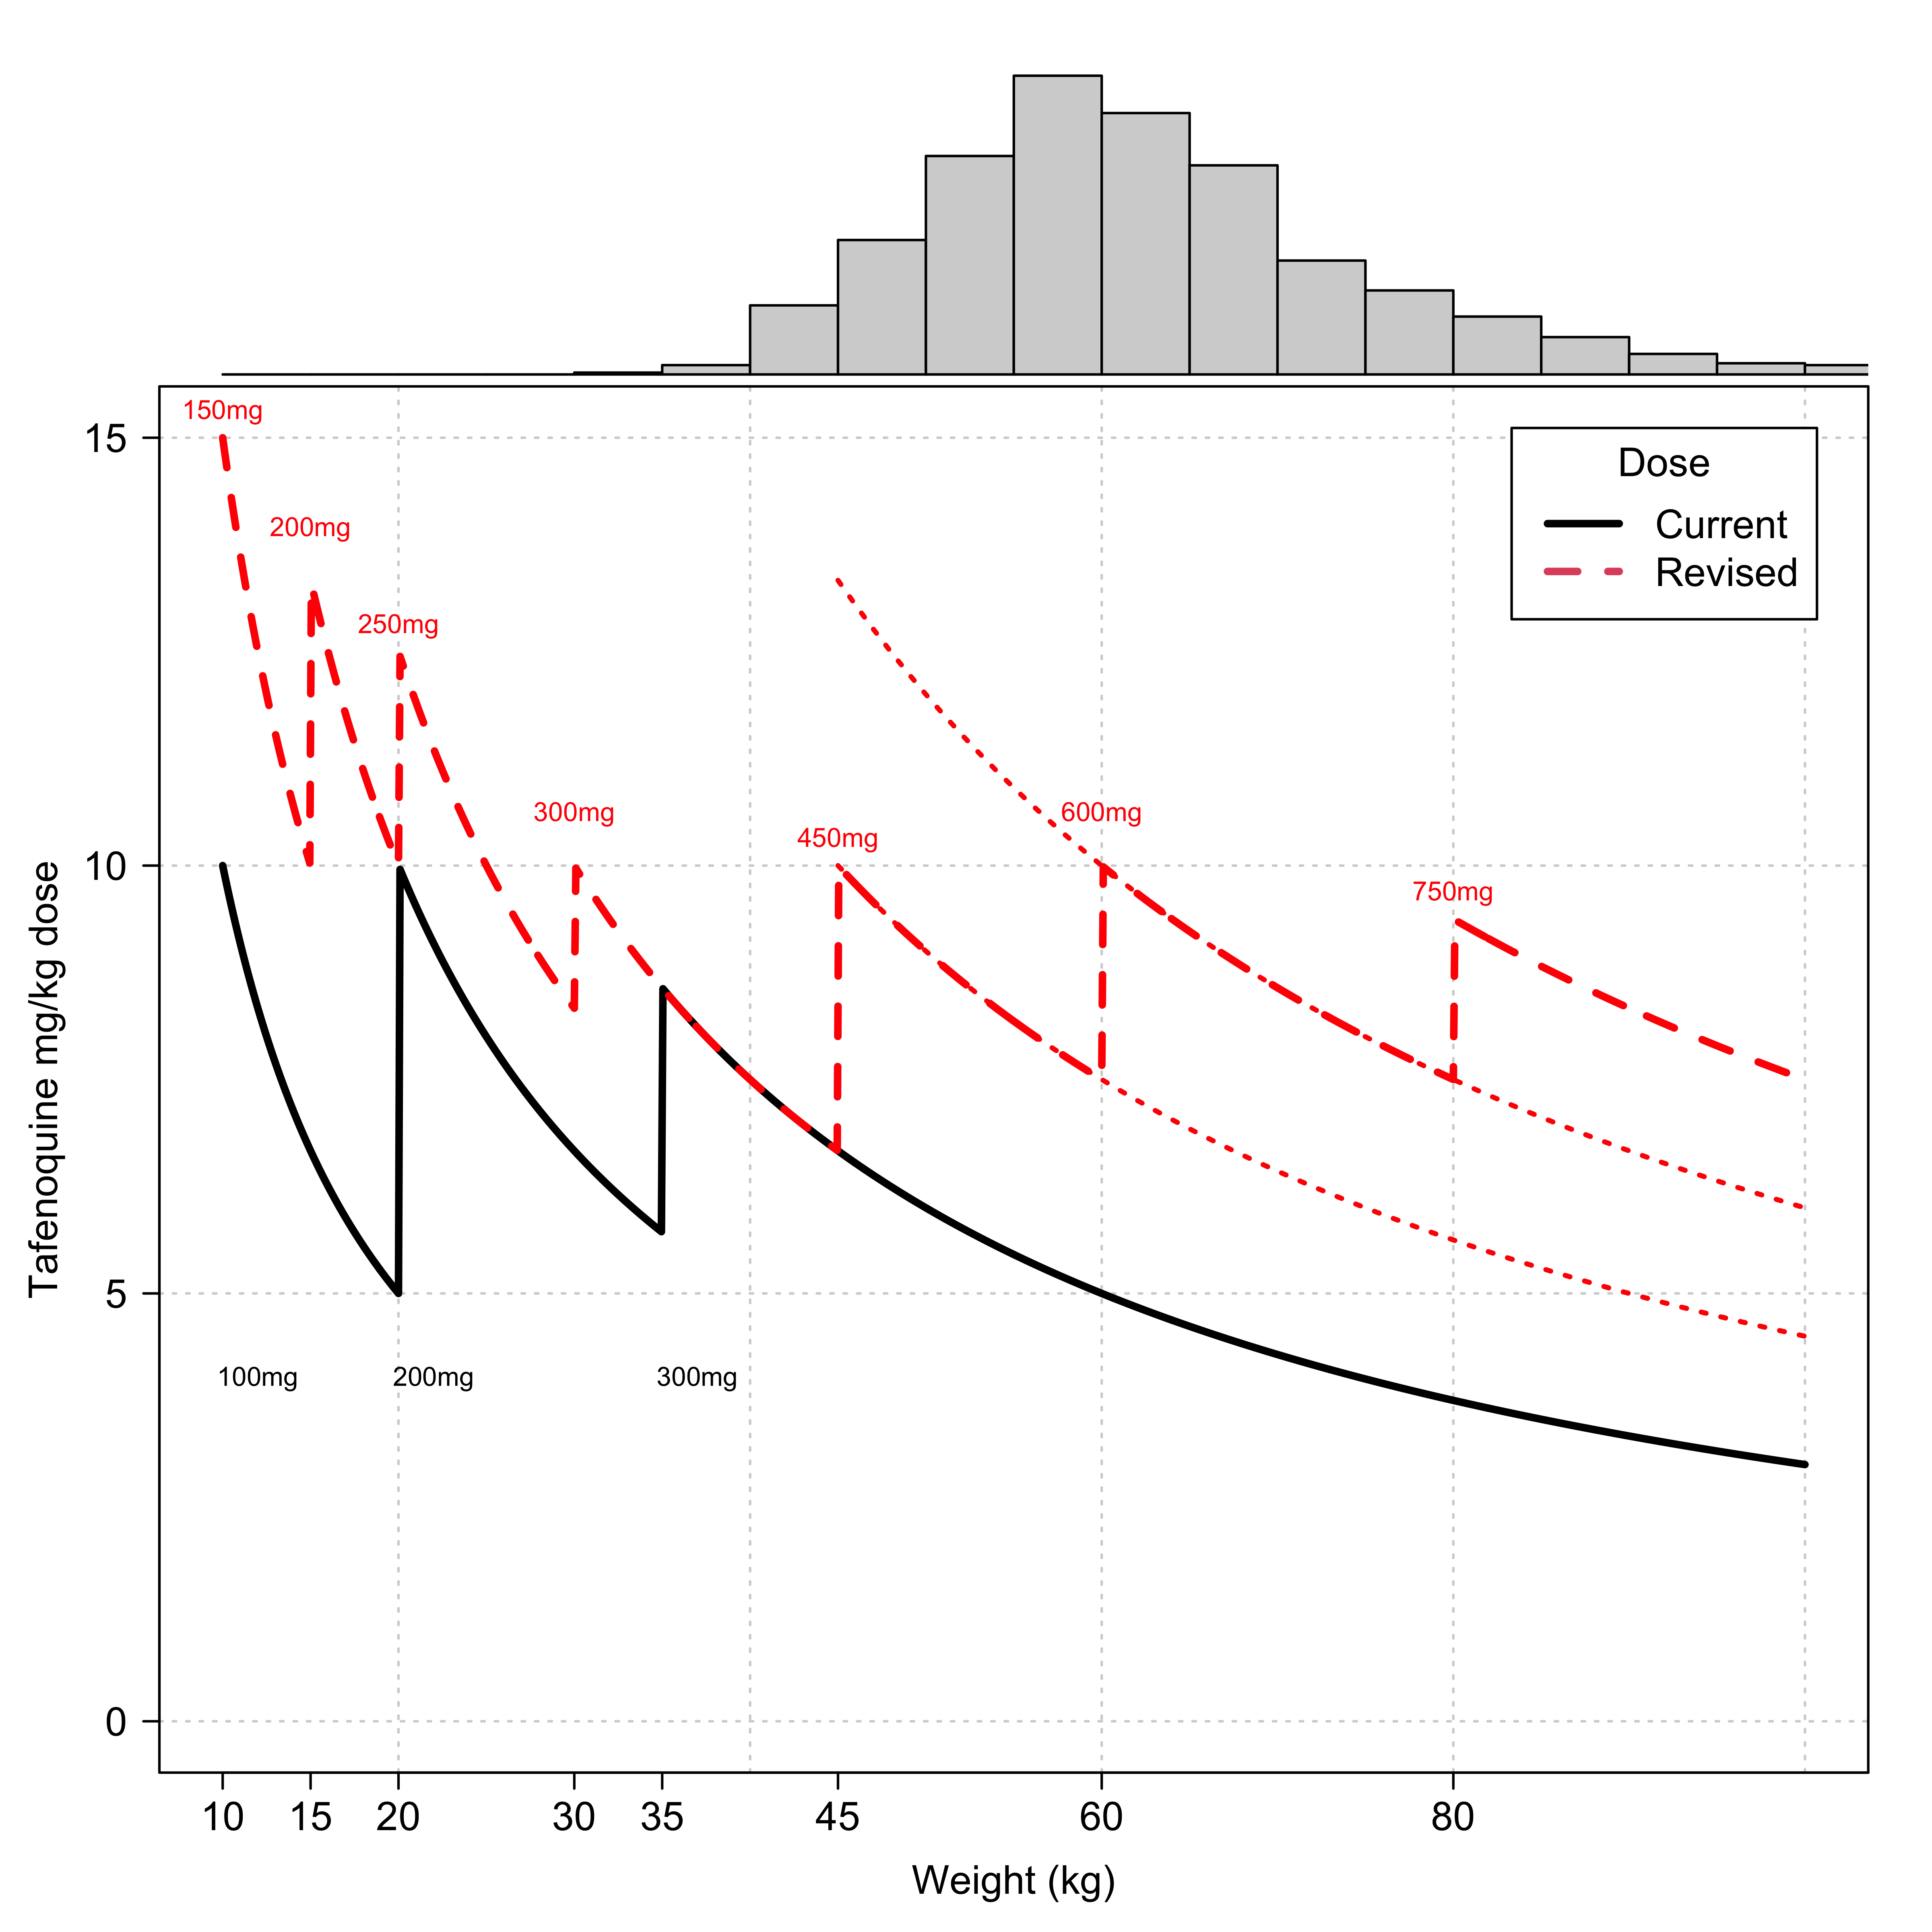 150mg
15
Dose
Current
Revised
200mg
250mg
300mg
600mg
450mg
10
750mg
Tafenoquine mg/kg dose
5
100mg
200mg
300mg
0
10 15 20 30 35 45 60 80
Weight (kg)